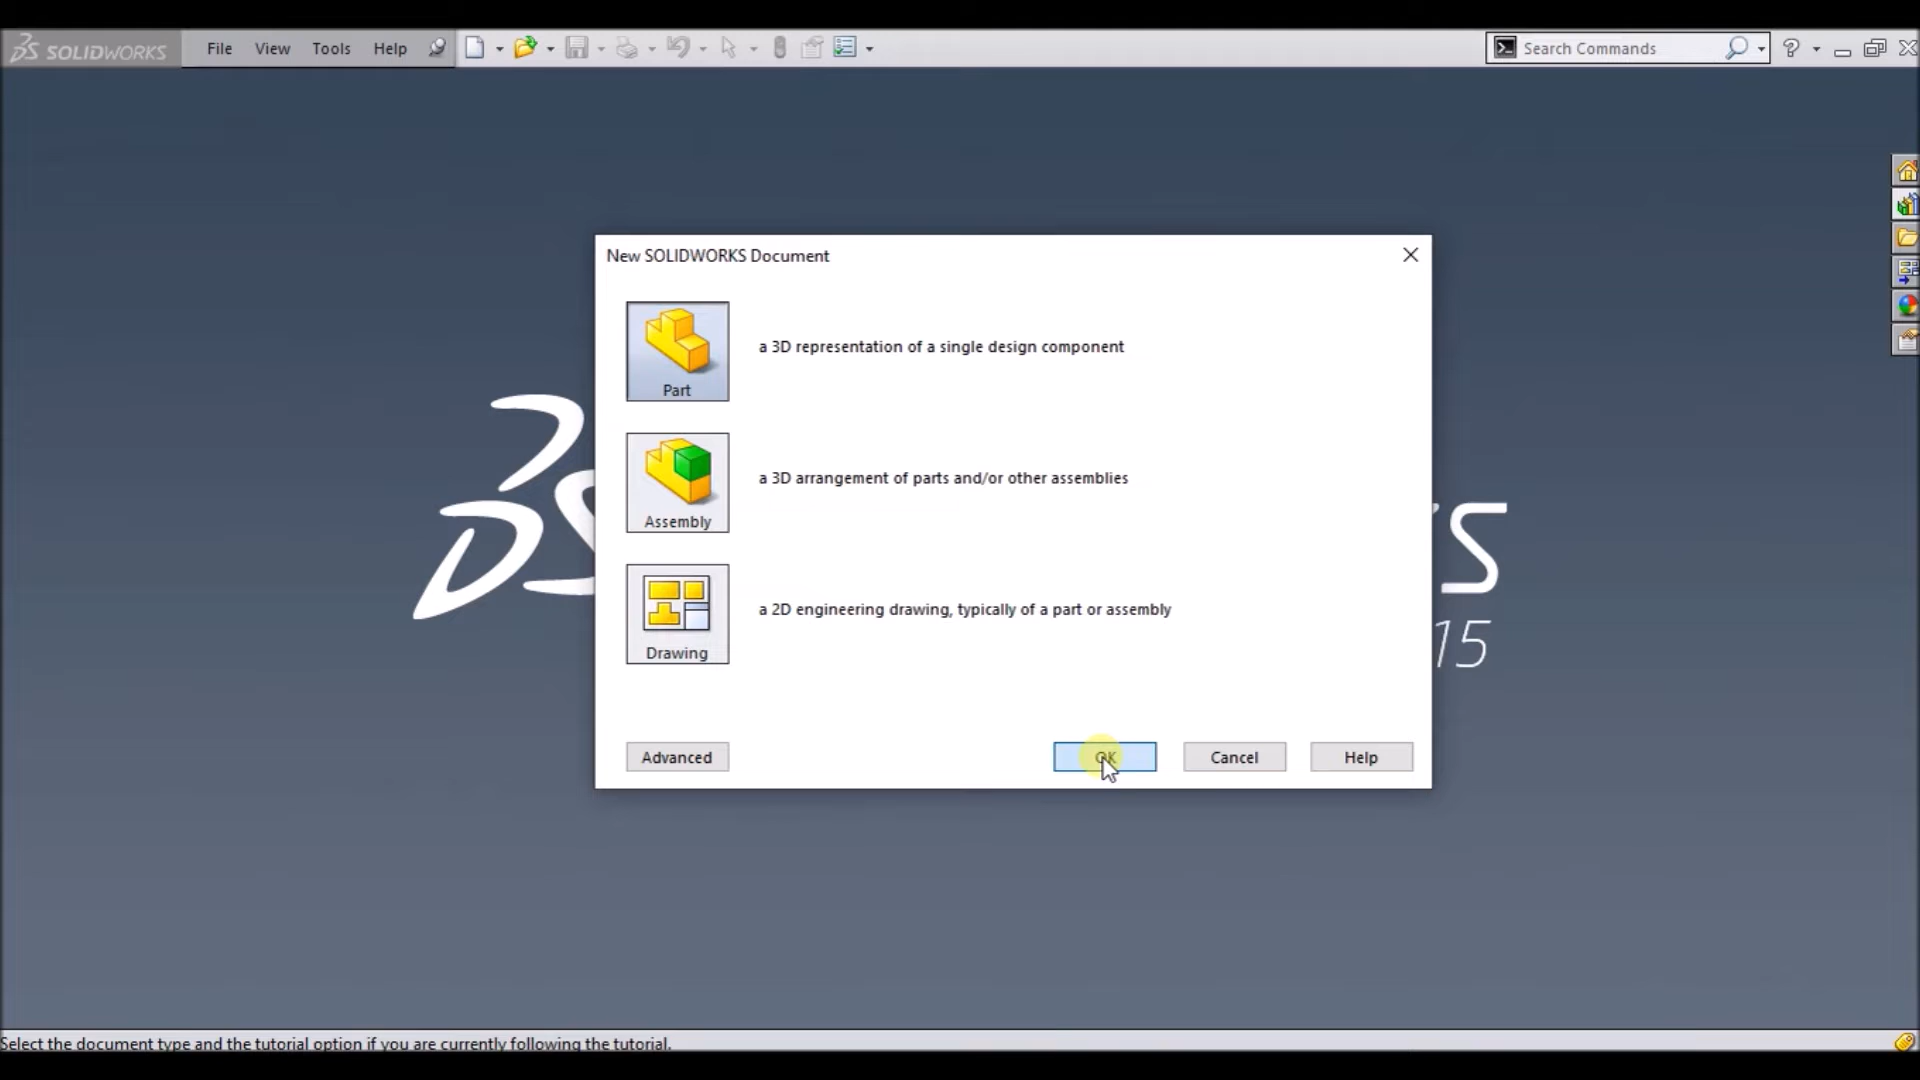 SOLIDWORKS File View Tools Help Search Commands
New SOLIDWORKS Document
Part
a 3D representation of a single design component
Assembly
a 3D arrangement of parts and/or other assemblies
Drawing
a 2D engineering drawing, typically of a part or assembly
Advanced OK Cancel Help
S
15
Select the document type and the tutorial option if you are currently following the tutorial.